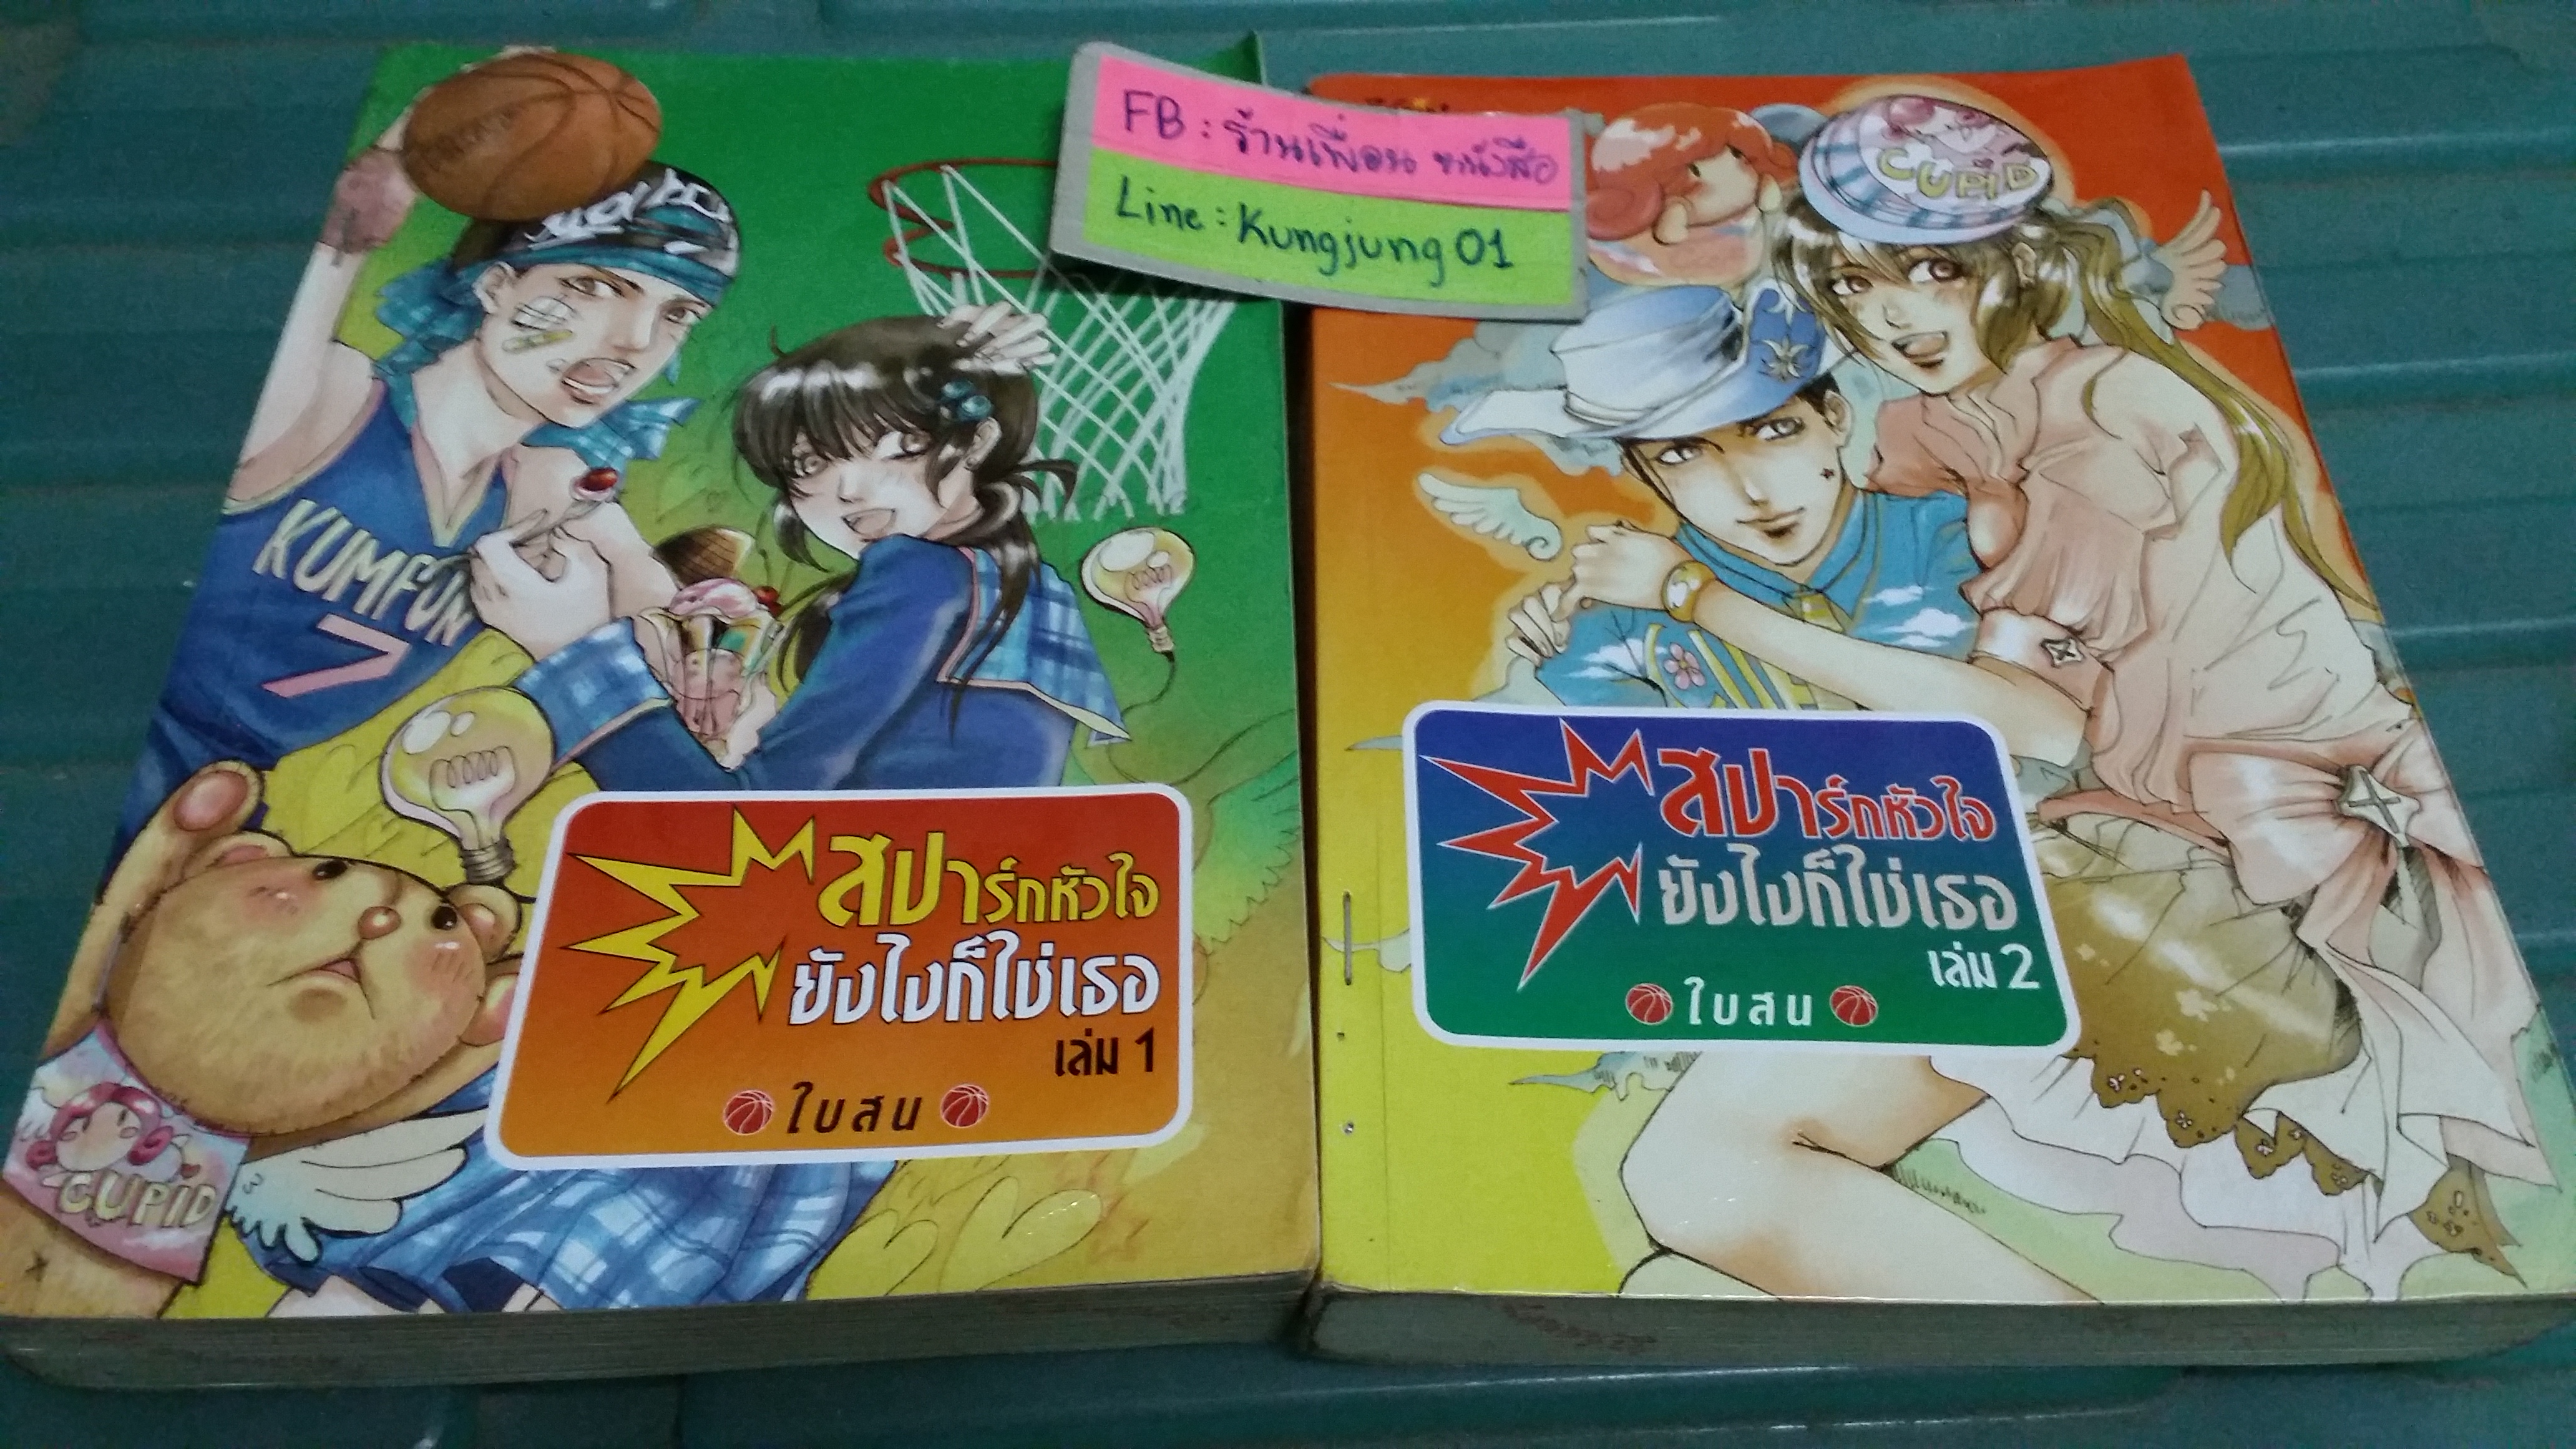 FB : ร้านเพื่อน หนังสือ
Line : Kungjung 01
KUMFUN
7
สปาร์กหัวใจ
ยังไงก็ใช่เธอ
เล่ม 1
ใบสน
CUPID
CUPID
สปาร์กหัวใจ
ยังไงก็ใช่เธอ
เล่ม 2
ใบสน